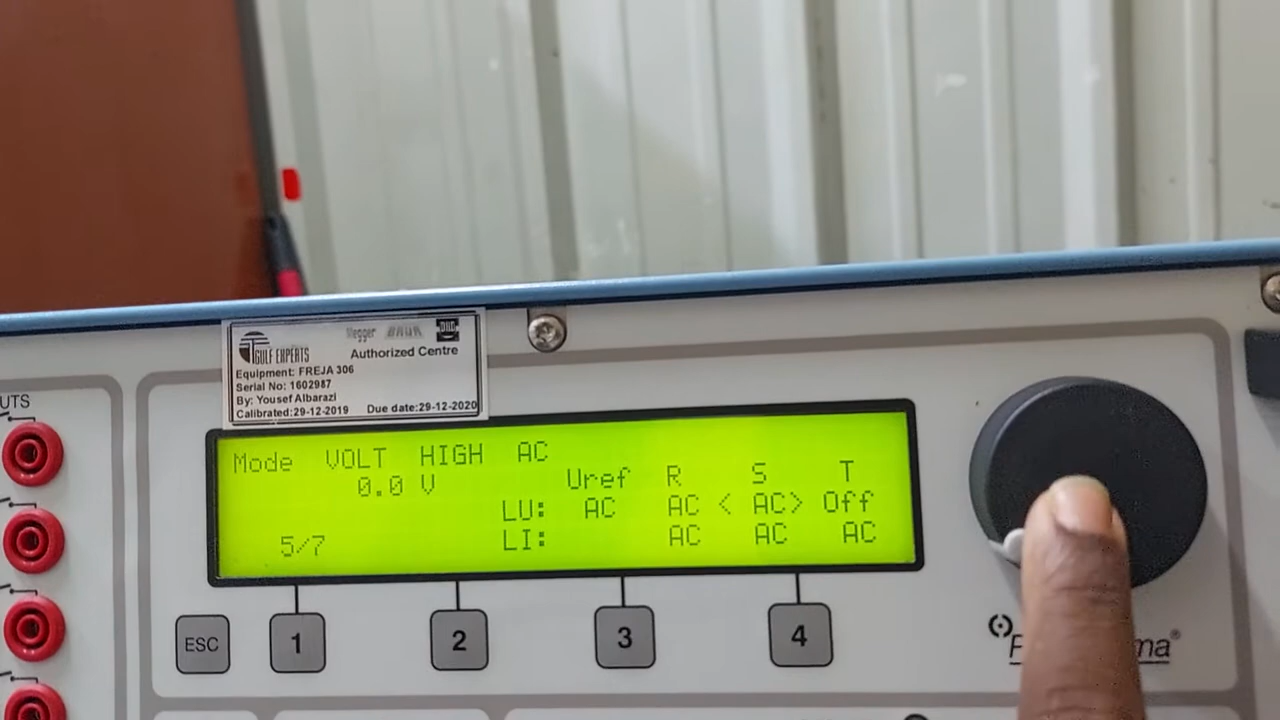 UTS
GULF EXPERTS Megger BAUR
Authorized Centre
Equipment: FREJA 306
Serial No: 1602987
By: Yousef Albarazi
Calibrated:29-12-2019 Due date:29-12-2020
Mode VOLT HIGH AC
0.0 V Uref R S T
LU: AC AC < AC> Off
5/7 LI: AC AC AC
ESC 1 2 3 4